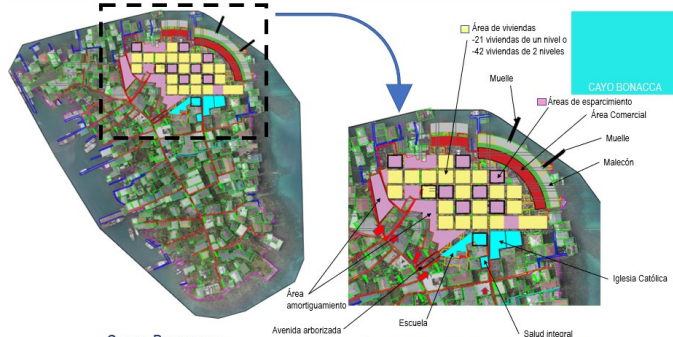 Área de viviendas
-21 viviendas de un nivel o
-42 viviendas de 2 niveles
CAYO BONACCA
Muelle
Áreas de esparcimiento
Área Comercial
Muelle
Malecón
Iglesia Católica
Área
amortiguamiento
Avenida arborizada
Escuela
Salud integral